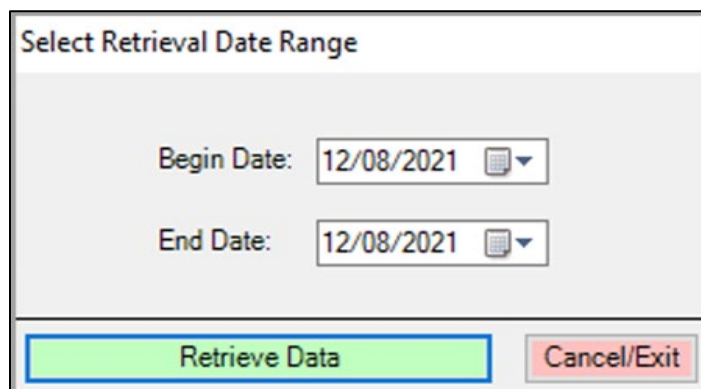 Select Retrieval Date Range
Begin Date: 12/08/2021
End Date: 12/08/2021
Retrieve Data Cancel/Exit